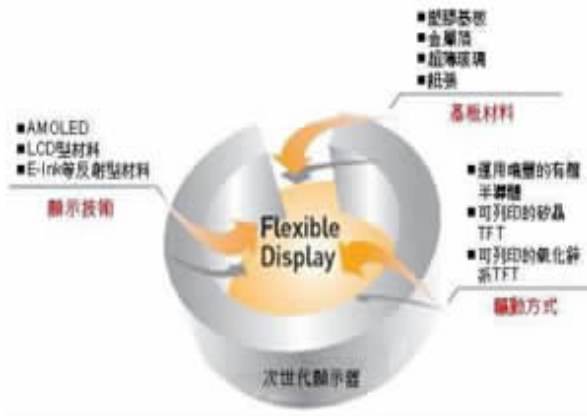 ■塑膠基板
■金屬箔
■超薄玻璃
■紙張
基板材料
■AMOLED
■LCD型材料
■E-Ink等反射型材料
顯示技術
■運用噴墨的有機
半導體
■可列印的矽晶
TFT
■可列印的氧化鋅
系TFT
驅動方式
Flexible
Display
次世代顯示器